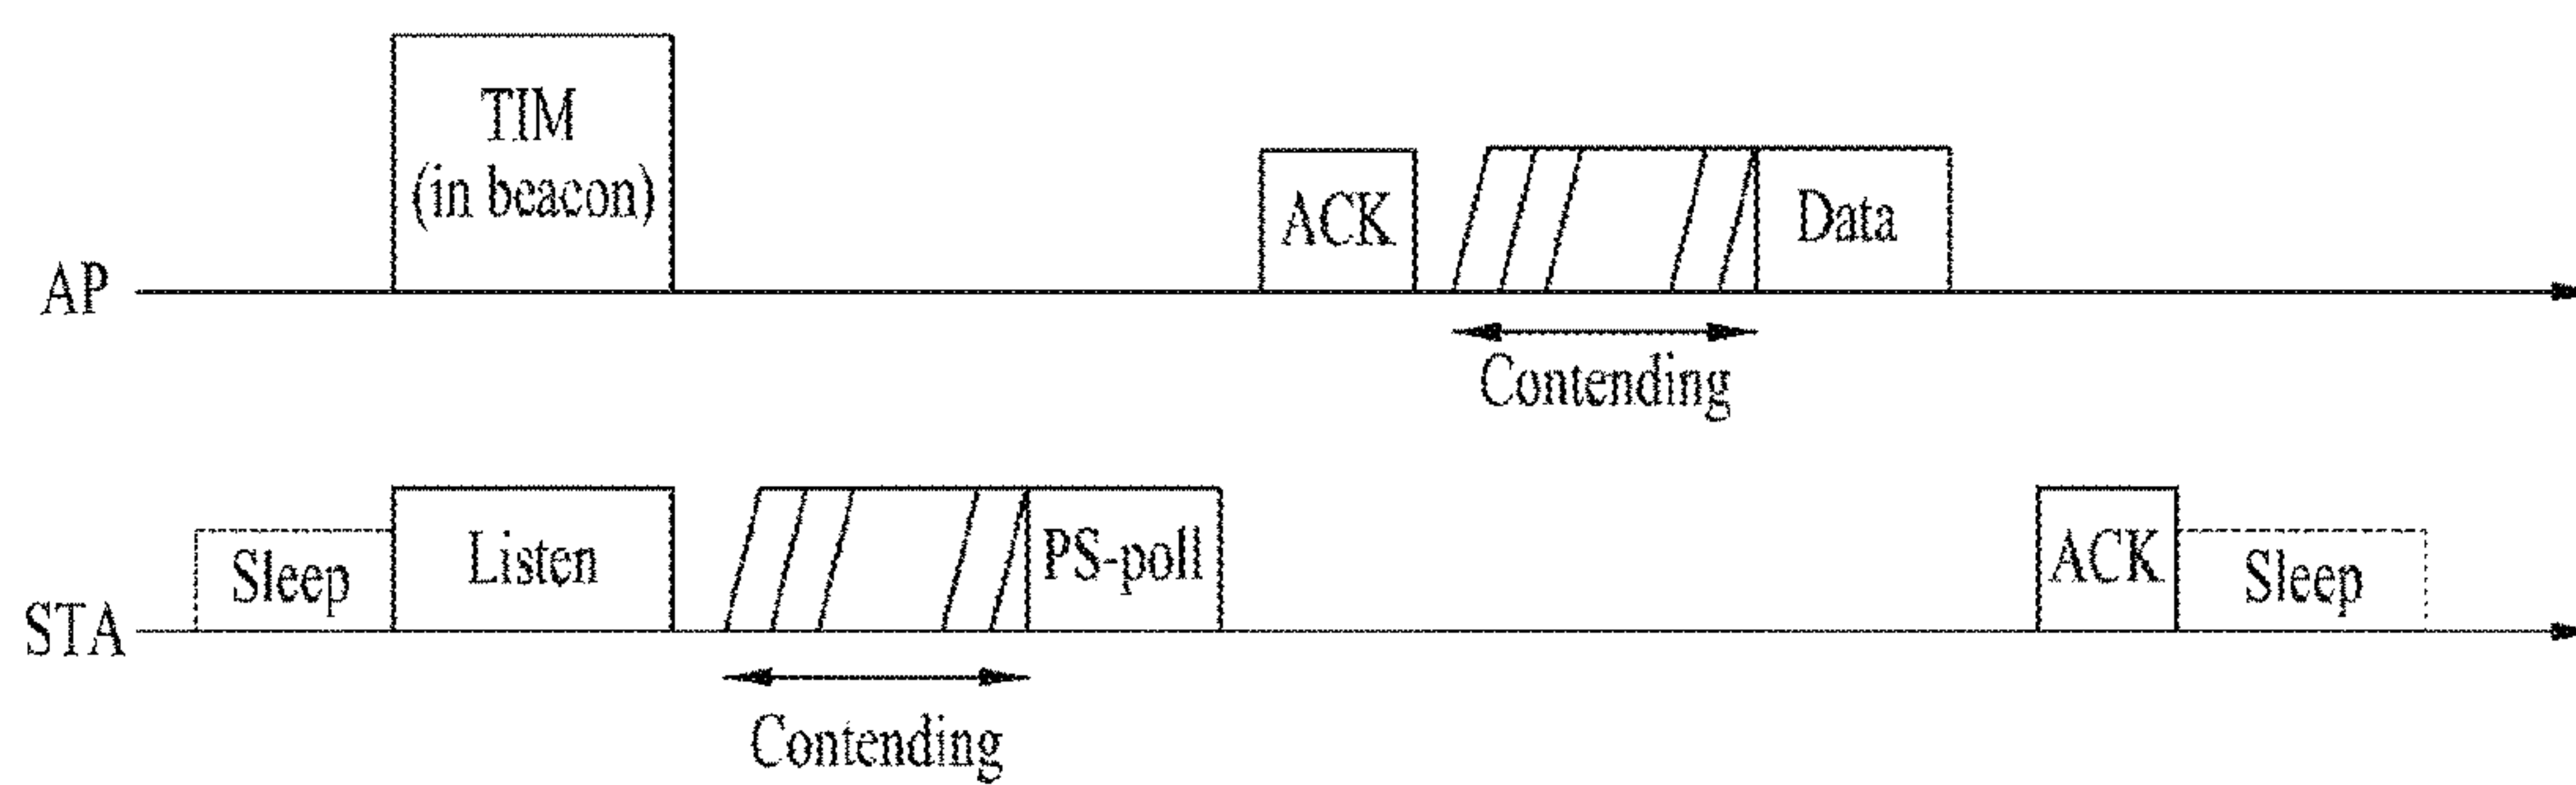 TIM
(in beacon)
ACK
Data
AP
Contending
Sleep
Listen
PS-poll
ACK
Sleep
STA
Contending